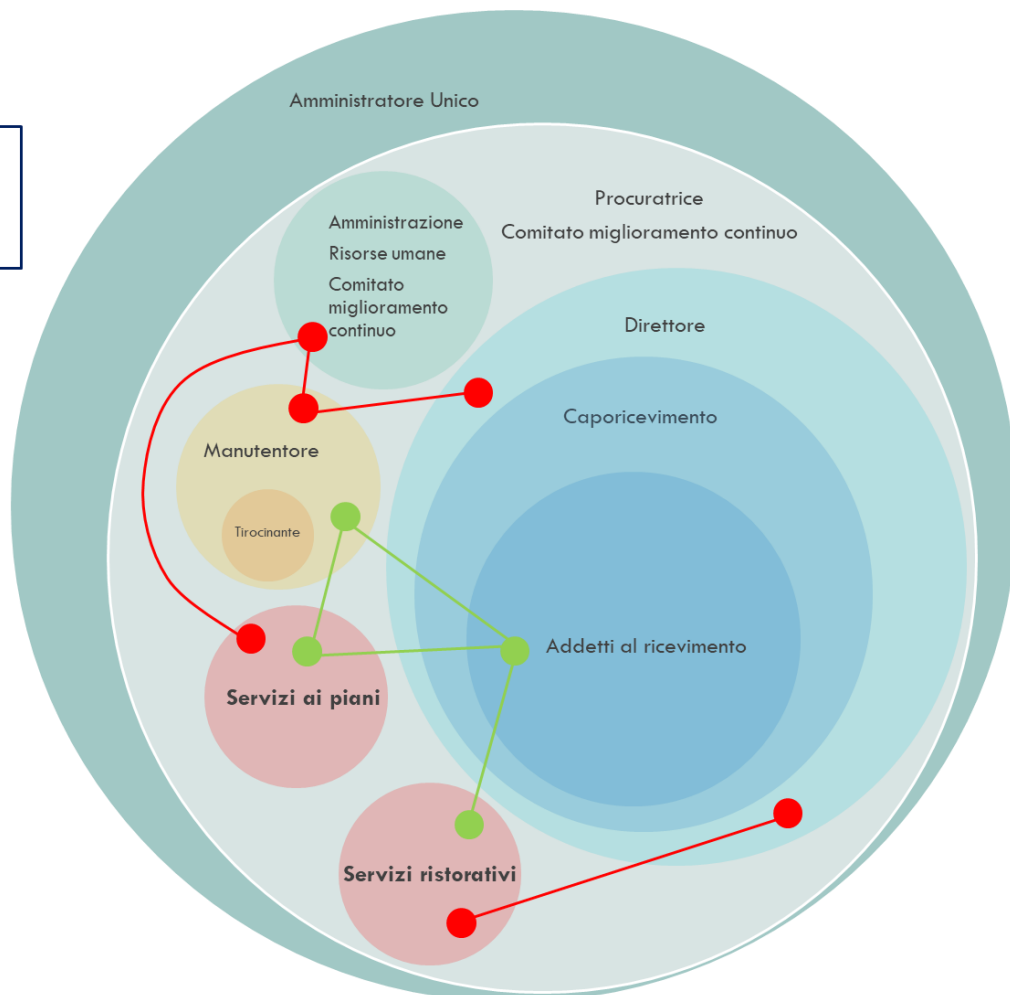 Amministratore Unico
Procuratrice
Comitato miglioramento continuo
Amministrazione
Risorse umane
Comitato
miglioramento
continuo
Direttore
Caporicevimento
Manutentore
Tirocinante
Addetti al ricevimento
Servizi ai piani
Servizi ristorativi